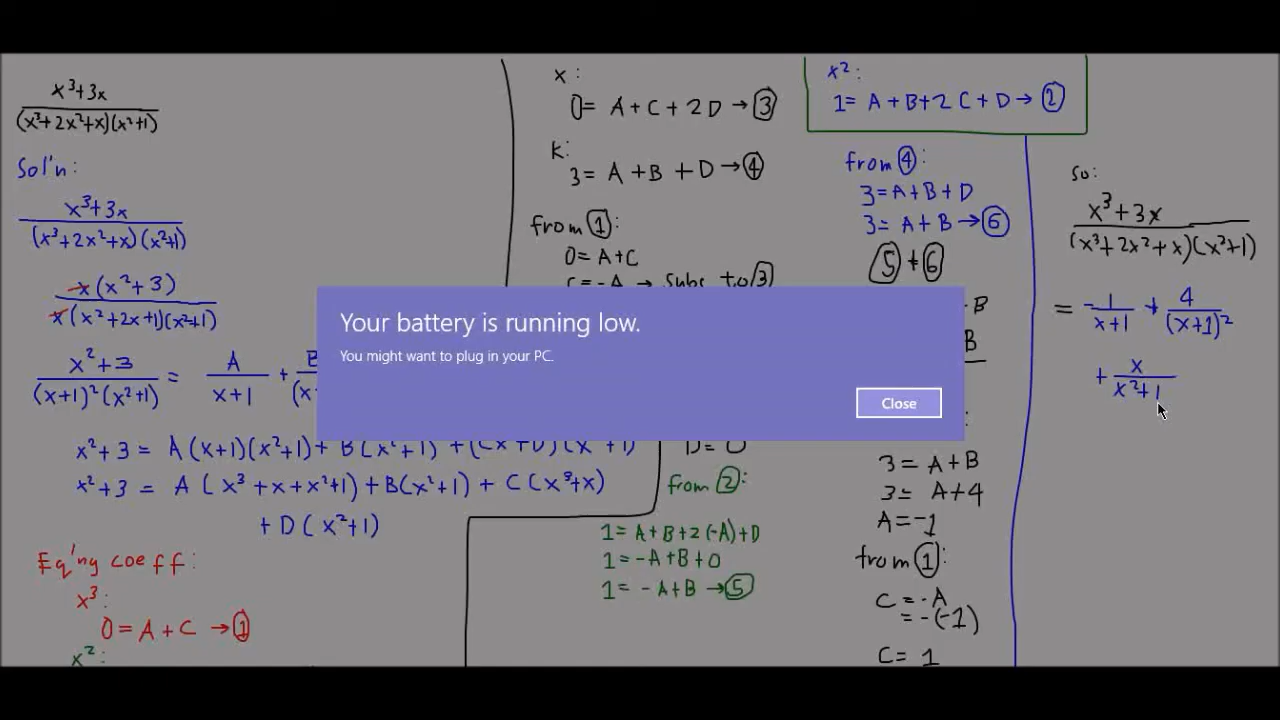 x³+3x
(x³+2x²+x)(x²+1)
Sol'n:
x³+3x
(x³+2x²+x)(x²+1)
x(x²+3)
x(x²+2x+1)(x²+1)
x²+3 = A + B
(x+1)²(x²+1) x+1 (x
x²+3 = A(x+1)(x²+1) + B(x²+1) + (Cx+D)(x +1)
x²+3 = A(x³+x+x²+1)+B(x²+1)+C(x³+x)
+D(x²+1)
Eq'ng coeff:
x³:
0=A+C→①
x²:
x:
0= A+C+2D→③
k:
3= A+B+D→④
from ①:
0=A+C
C=-A → Subs to ③
D=0
from ②:
1=A+B+2(-A)+D
1=-A+B+0
1=-A+B→⑤
x²:
1=A+B+2C+D→②
from ④:
3=A+B+D
3=A+B→⑥
⑤+⑥
-B
B
:
3=A+B
3=A+4
A=-1
from ①:
C=-A
=-(-1)
C=1
so:
x³+3x
(x³+2x²+x)(x²+1)
= -1 + 4
x+1 (x+1)²
+ x
x²+1
Your battery is running low.
You might want to plug in your PC.
Close